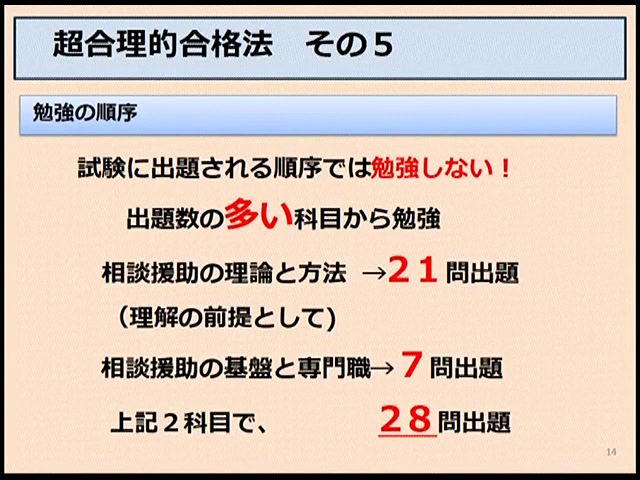 超合理的合格法　その５
勉強の順序
試験に出題される順序では勉強しない！
出題数の多い科目から勉強
相談援助の理論と方法 →２１問出題
（理解の前提として)
相談援助の基盤と専門職→７問出題
上記２科目で、 ２８問出題
14